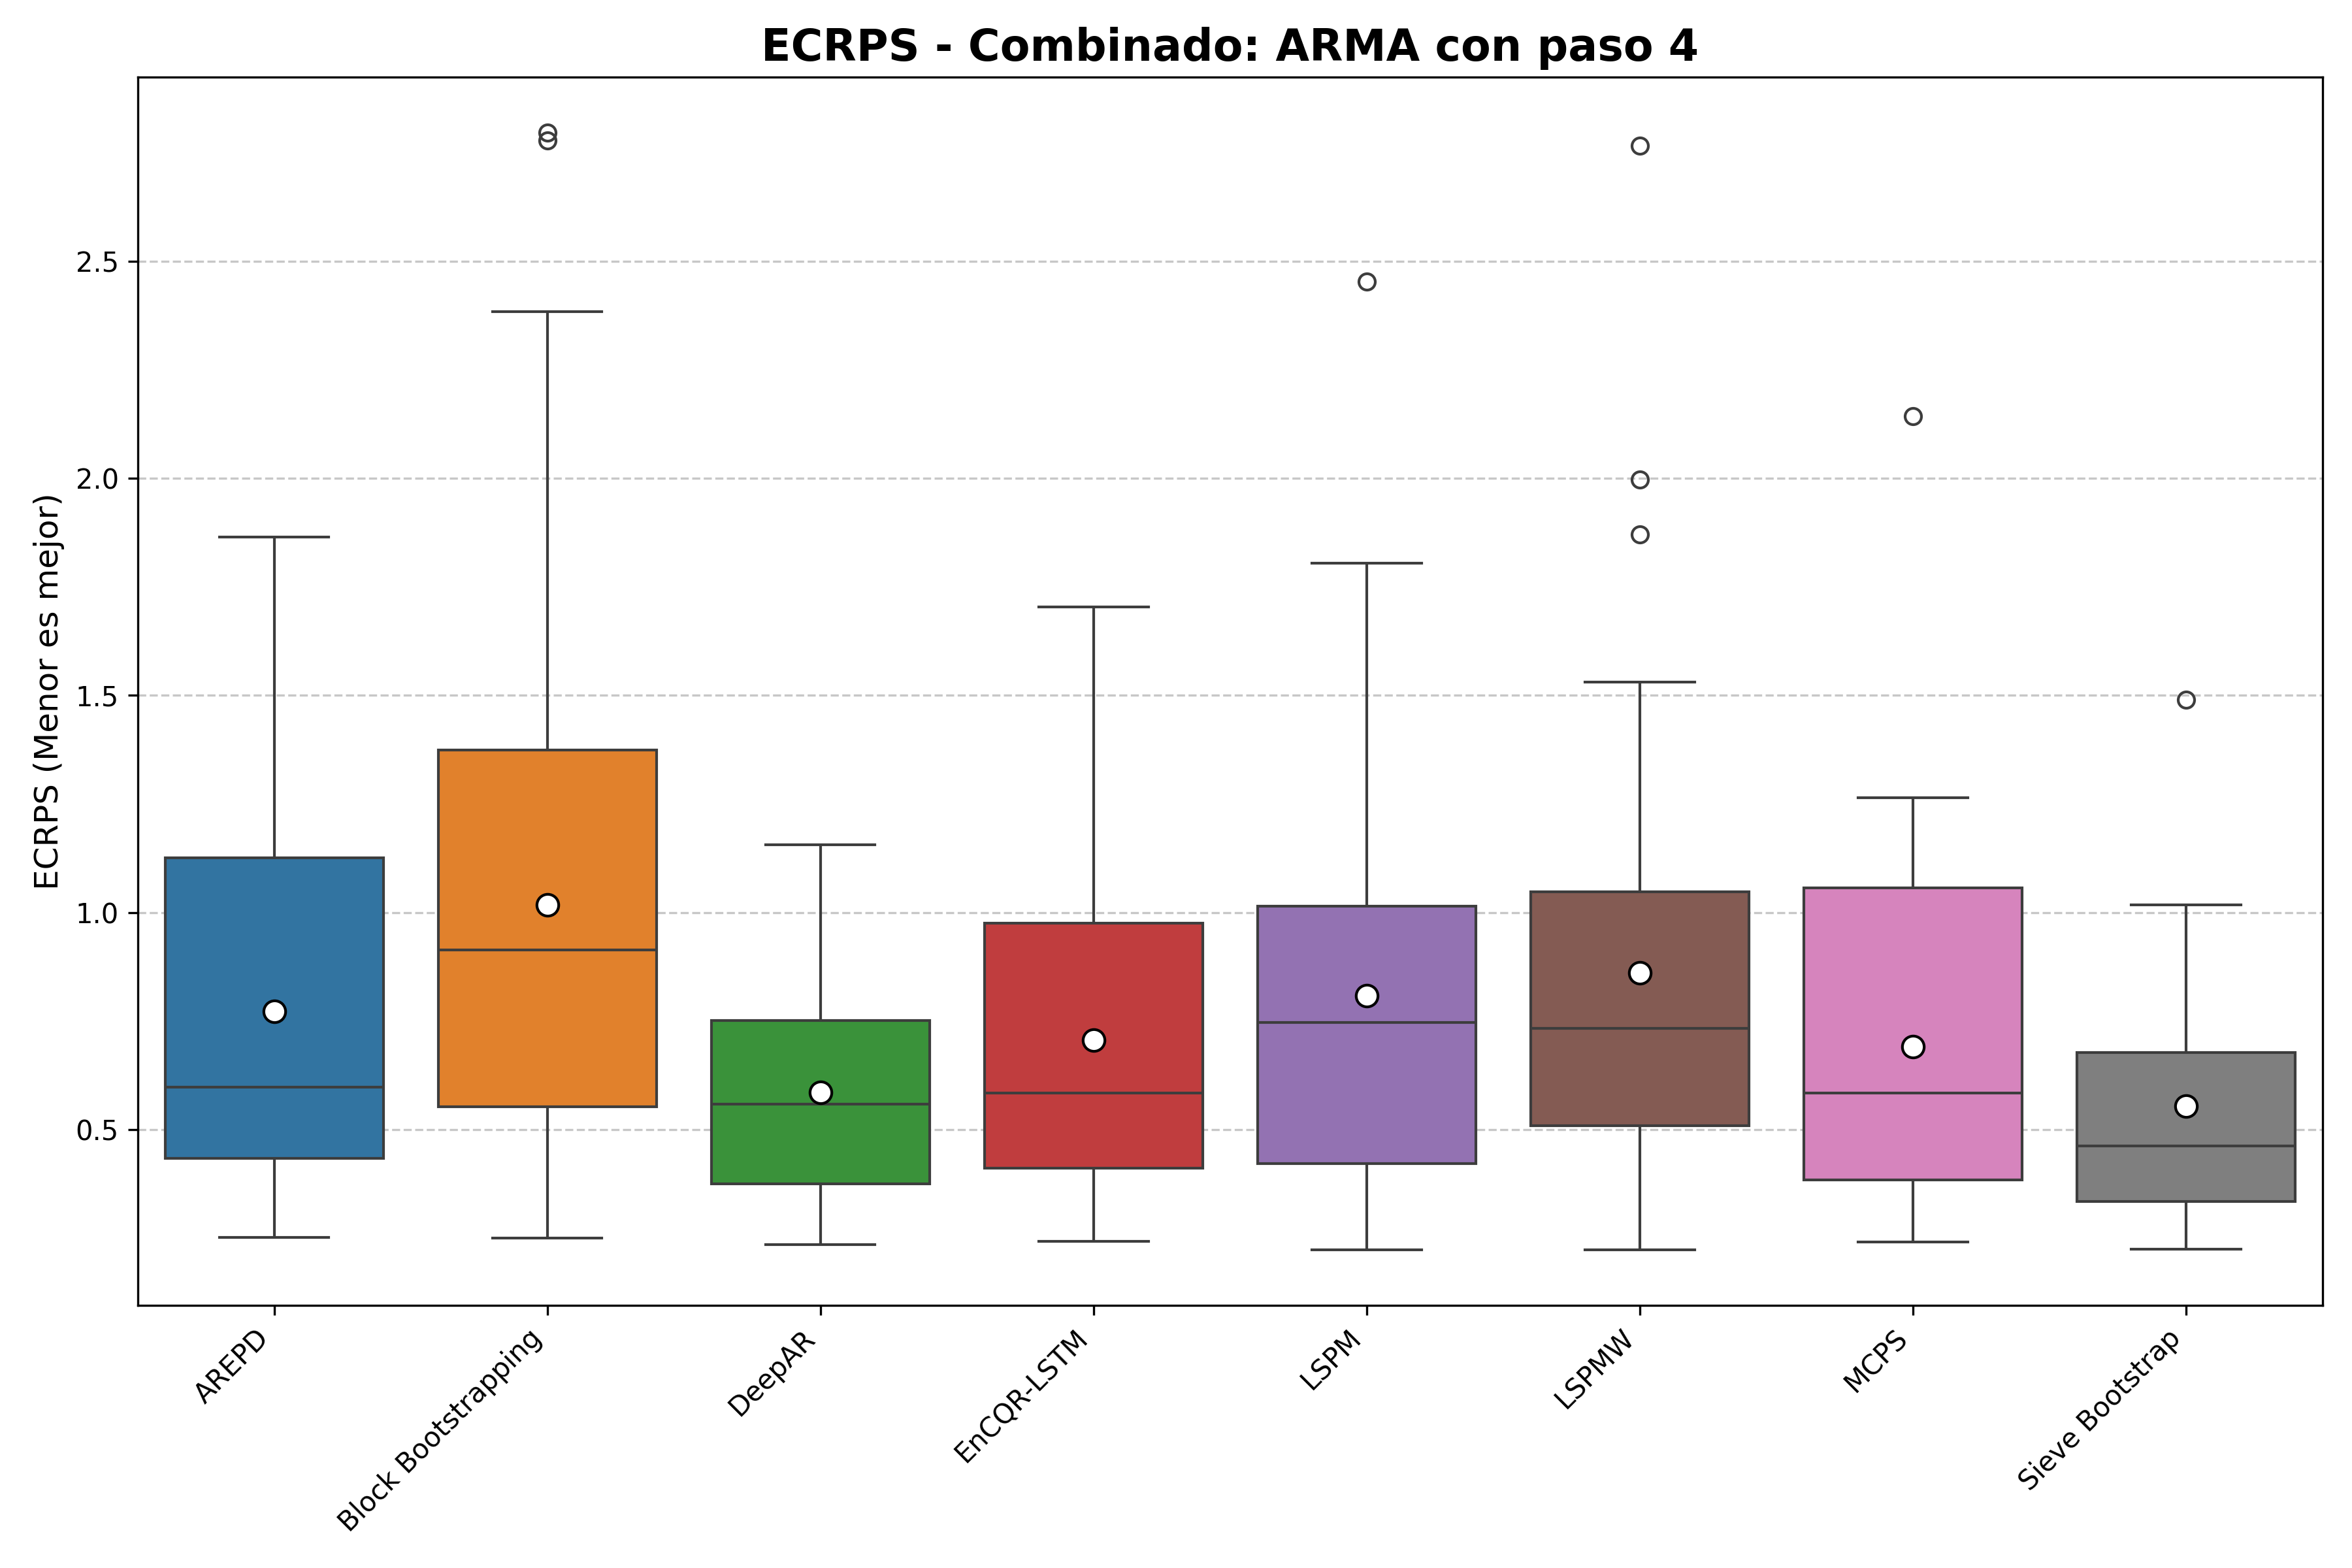 ECRPS - Combinado: ARMA con paso 4
ECRPS (Menor es mejor)
2.5
2.0
1.5
1.0
0.5
AREPD
Block Bootstrapping
DeepAR
EnCQR-LSTM
LSPM
LSPMW
MCPS
Sieve Bootstrap